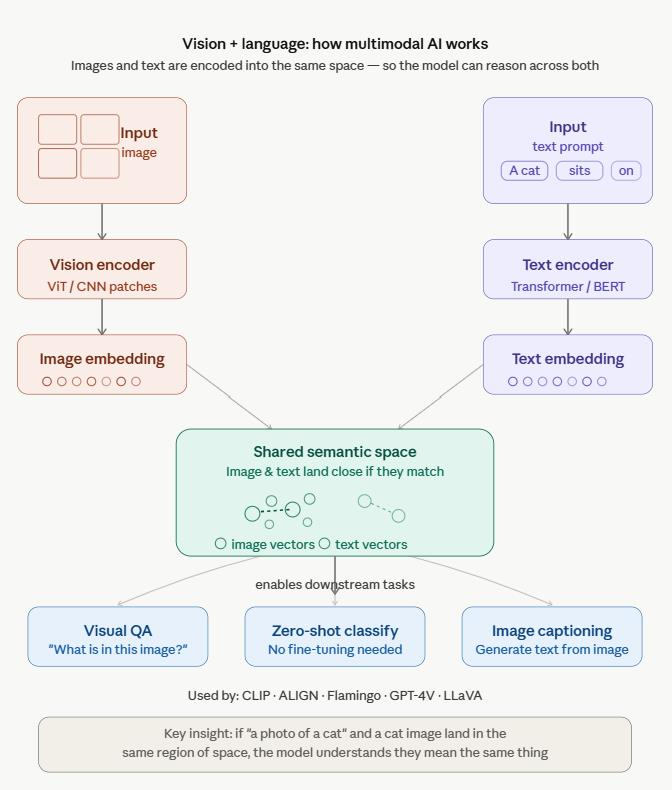 Vision + language: how multimodal AI works
Images and text are encoded into the same space — so the model can reason across both
Input
image
Input
text prompt
A cat sits on
Vision encoder
ViT / CNN patches
Text encoder
Transformer / BERT
Image embedding
Text embedding
Shared semantic space
Image & text land close if they match
image vectors text vectors
enables downstream tasks
Visual QA
"What is in this image?"
Zero-shot classify
No fine-tuning needed
Image captioning
Generate text from image
Used by: CLIP · ALIGN · Flamingo · GPT-4V · LLaVA
Key insight: if "a photo of a cat" and a cat image land in the
same region of space, the model understands they mean the same thing